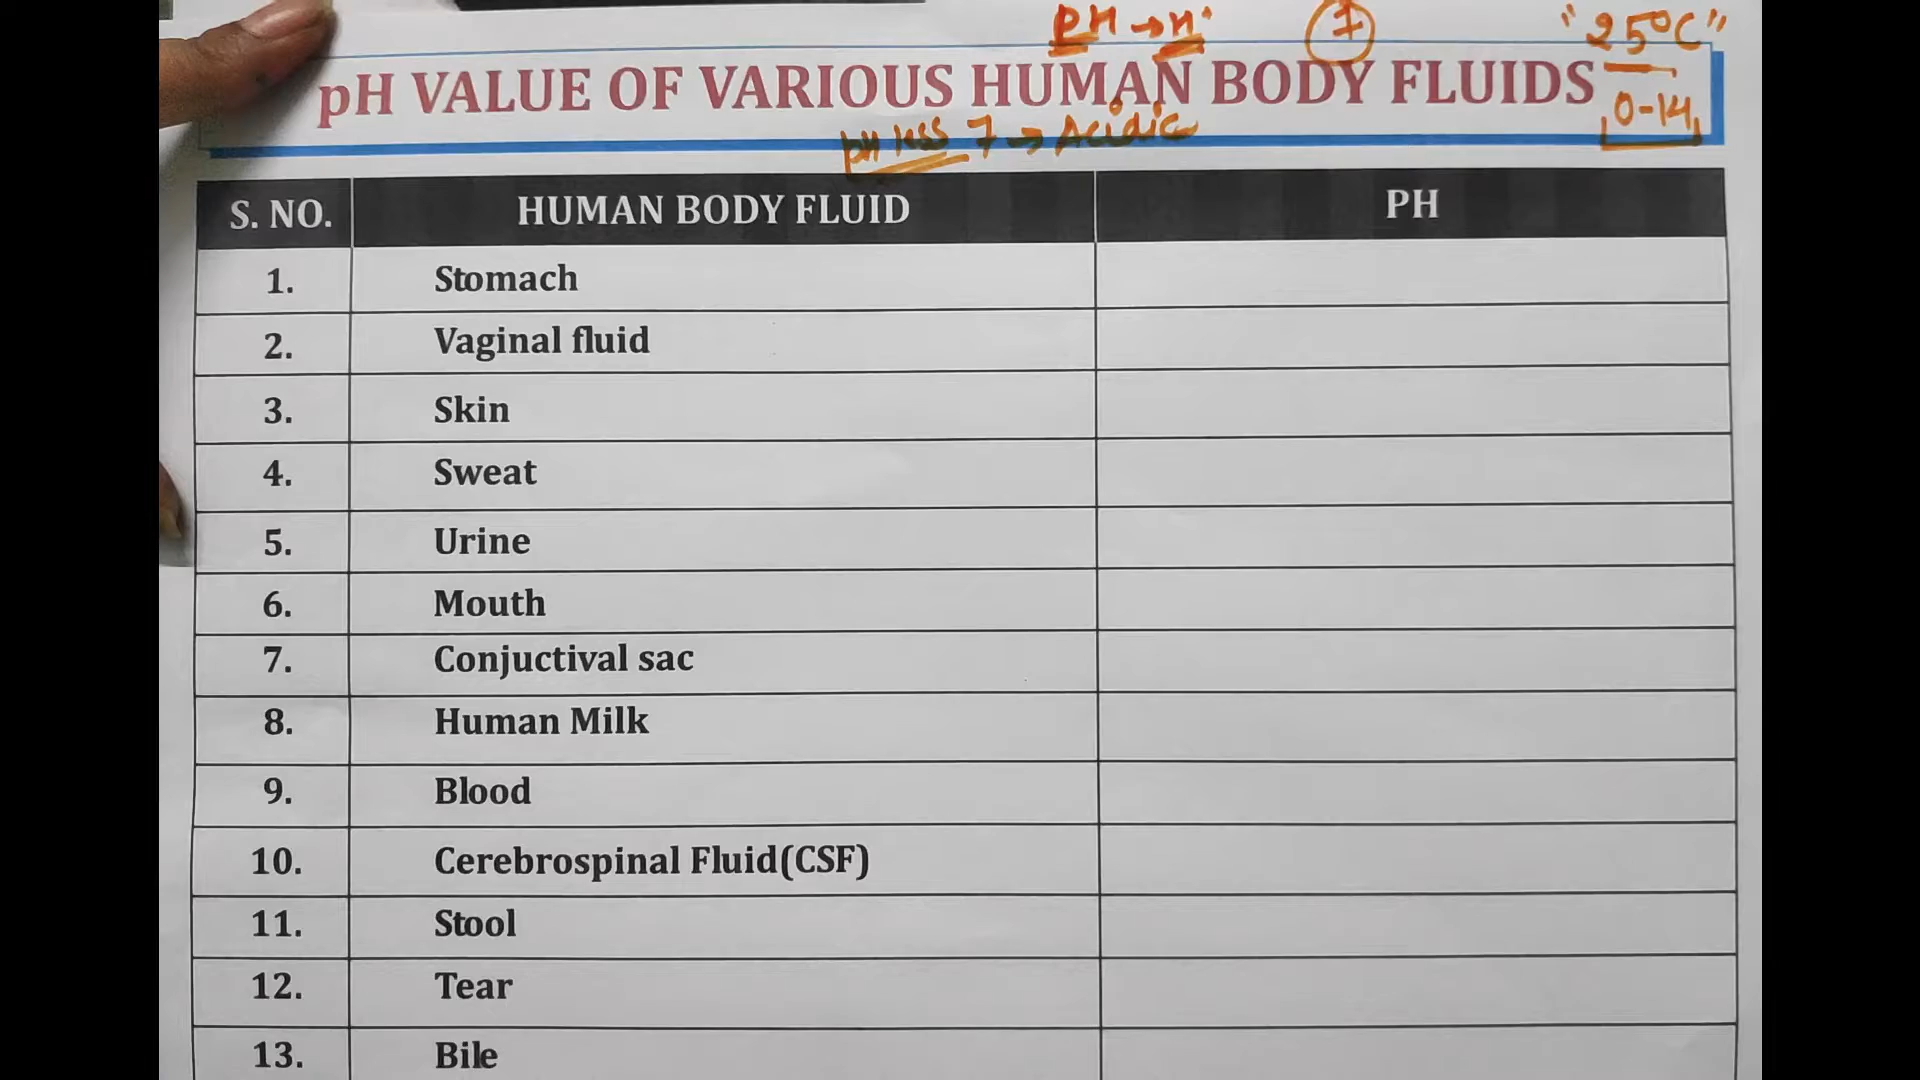 pH → H⁺ 7 "25°C"
pH VALUE OF VARIOUS HUMAN BODY FLUIDS
0-14
pH less 7 → Acidic
S. NO. HUMAN BODY FLUID PH
1. Stomach
2. Vaginal fluid
3. Skin
4. Sweat
5. Urine
6. Mouth
7. Conjuctival sac
8. Human Milk
9. Blood
10. Cerebrospinal Fluid(CSF)
11. Stool
12. Tear
13. Bile